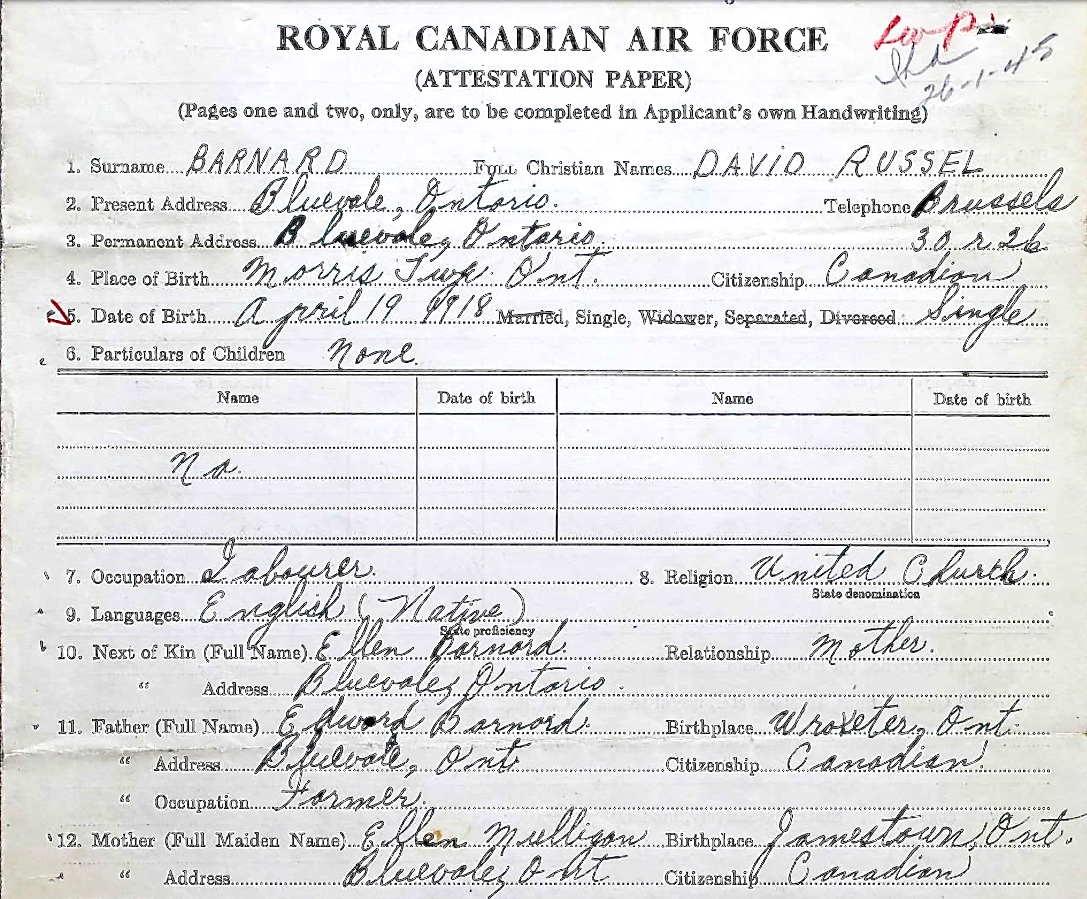 ROYAL CANADIAN AIR FORCE
(ATTESTATION PAPER)
26-1-45
(Pages one and two, only, are to be completed in Applicant's own Handwriting)
1. Surname BARNARD Full Christian Names DAVID RUSSEL
2. Present Address Bluevale, Ontario. Telephone Brussels
3. Permanent Address Bluevale, Ontario. 30 r 26
4. Place of Birth Morris Twp. Ont. Citizenship Canadian
5. Date of Birth April 19 1918 Married, Single, Widower, Separated, Divorced Single
6. Particulars of Children None.
Name Date of birth Name Date of birth
No.
7. Occupation Labourer. 8. Religion United Church.
State denomination
9. Languages English (Native)
State proficiency
10. Next of Kin (Full Name) Ellen Barnard. Relationship Mother.
" Address Bluevale, Ontario.
11. Father (Full Name) Edward Barnard. Birthplace Wroxeter, Ont.
" Address Bluevale, Ont Citizenship Canadian.
" Occupation Farmer.
12. Mother (Full Maiden Name) Ellen Mulligan Birthplace Jamestown, Ont.
" Address Bluevale, Ont Citizenship Canadian